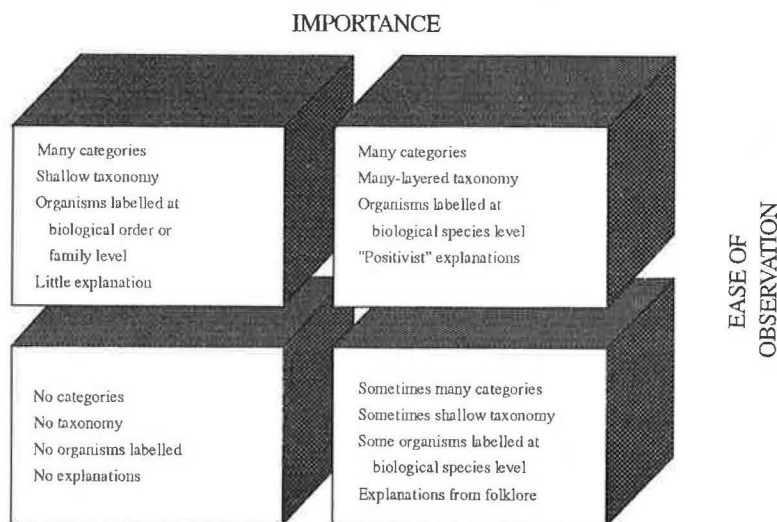 IMPORTANCE
Many categories
Shallow taxonomy
Organisms labelled at
biological order or
family level
Little explanation
Many categories
Many-layered taxonomy
Organisms labelled at
biological species level
"Positivist" explanations
EASE OF
OBSERVATION
No categories
No taxonomy
No organisms labelled
No explanations
Sometimes many categories
Sometimes shallow taxonomy
Some organisms labelled at
biological species level
Explanations from folklore